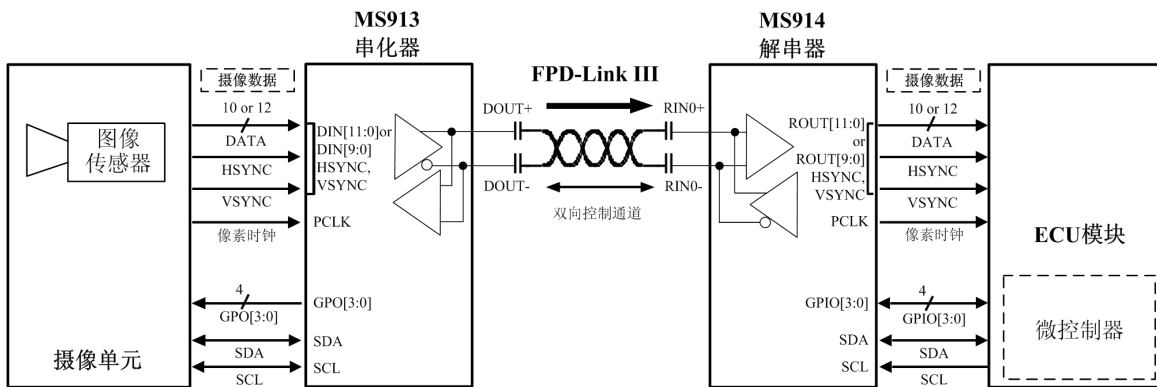 MS913
串化器
MS914
解串器
FPD-Link III
摄像数据
10 or 12
DATA
HSYNC
VSYNC
像素时钟
4
GPO[3:0]
SDA
SCL
图像
传感器
摄像单元
DIN[11:0]or
DIN[9:0]
HSYNC,
VSYNC
PCLK
GPO[3:0]
SDA
SCL
DOUT+
DOUT-
双向控制通道
RIN0+
RIN0-
ROUT[11:0]
or
ROUT[9:0]
HSYNC,
VSYNC
PCLK
GPIO[3:0]
SDA
SCL
摄像数据
10 or 12
DATA
HSYNC
VSYNC
像素时钟
4
GPIO[3:0]
SDA
SCL
ECU模块
微控制器